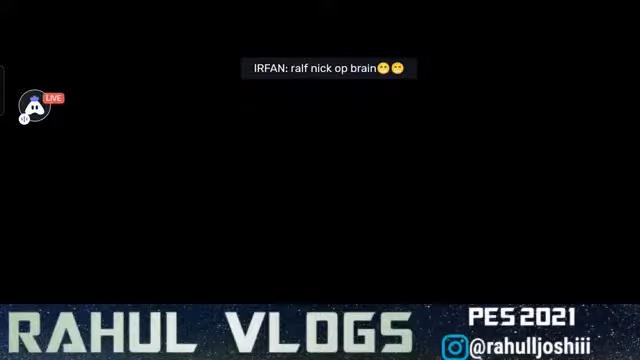 IRFAN: ralf nick op brain😁😁
LIVE
RAHUL VLOGS
PES 2021
@rahulljoshiii